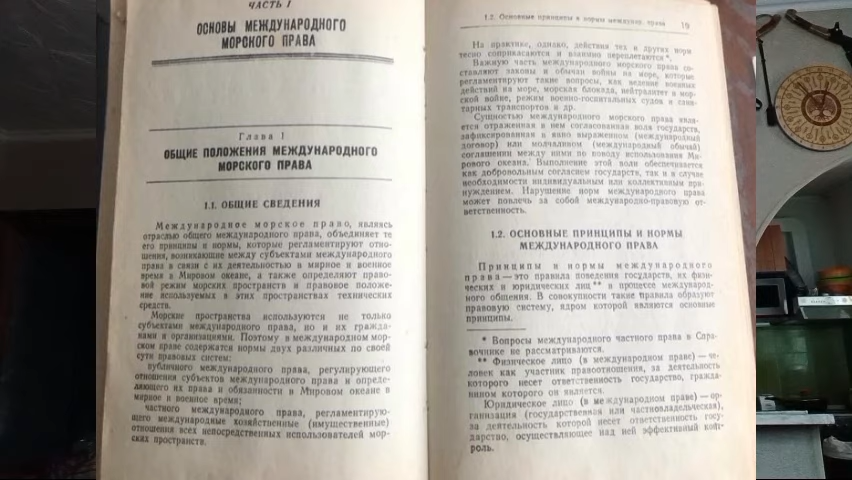 ЧАСТЬ I
ОСНОВЫ МЕЖДУНАРОДНОГО
МОРСКОГО ПРАВА
Глава 1
ОБЩИЕ ПОЛОЖЕНИЯ МЕЖДУНАРОДНОГО
МОРСКОГО ПРАВА
1.1. ОБЩИЕ СВЕДЕНИЯ
Международное морское право, являясь
отраслью общего международного права, объединяет те
его принципы и нормы, которые регламентируют отно-
шения, возникающие между субъектами международного
права в связи с их деятельностью в мирное и военное
время в Мировом океане, а также определяют право-
вой режим морских пространств и правовое положе-
ние используемых в этих пространствах технических
средств.
Морские пространства используются не только
субъектами международного права, но и их гражда-
нами и организациями. Поэтому в международном мор-
ском праве содержатся нормы двух различных по своей
сути правовых систем:
публичного международного права, регулирующего
отношения субъектов международного права и опреде-
ляющего их права и обязанности в Мировом океане в
мирное и военное время;
частного международного права, регламентирую-
щего международные хозяйственные (имущественные)
отношения всех непосредственных использователей мор-
ских пространств.
1.2. Основные принципы и нормы междунар. права 19
На практике, однако, действия тех и других норм
тесно соприкасаются и взаимно переплетаются*.
Важную часть международного морского права со-
ставляют законы и обычаи войны на море, которые
регламентируют такие вопросы, как ведение военных
действий на море, морская блокада, нейтралитет в мор-
ской войне, режим военно-госпитальных судов и сани-
тарных транспортов и др.
Сущностью международного морского права явля-
ется отраженная в нем согласованная воля государств,
зафиксированная в явно выраженном (международный
договор) или молчаливом (международный обычай)
соглашении между ними по поводу использования Ми-
рового океана. Выполнение этой воли обеспечивается
как добровольным согласием государств, так и в случае
необходимости индивидуальным или коллективным при-
нуждением. Нарушение норм международного права
может повлечь за собой международно-правовую от-
ветственность.
1.2. ОСНОВНЫЕ ПРИНЦИПЫ И НОРМЫ
МЕЖДУНАРОДНОГО ПРАВА
Принципы и нормы международного
права — это правила поведения государств, их физи-
ческих и юридических лиц** в процессе международ-
ного общения. В совокупности такие правила образуют
правовую систему, ядром которой являются основные
принципы.
* Вопросы международного частного права в Спра-
вочнике не рассматриваются.
** Физическое лицо (в международном праве) — че-
ловек как участник правоотношения, за деятельность
которого несет ответственность государство, гражда-
нином которого он является.
Юридическое лицо (в международном праве) — ор-
ганизация (государственная или частновладельческая),
за деятельность которой несет ответственность госу-
дарство, осуществляющее над ней эффективный конт-
роль.